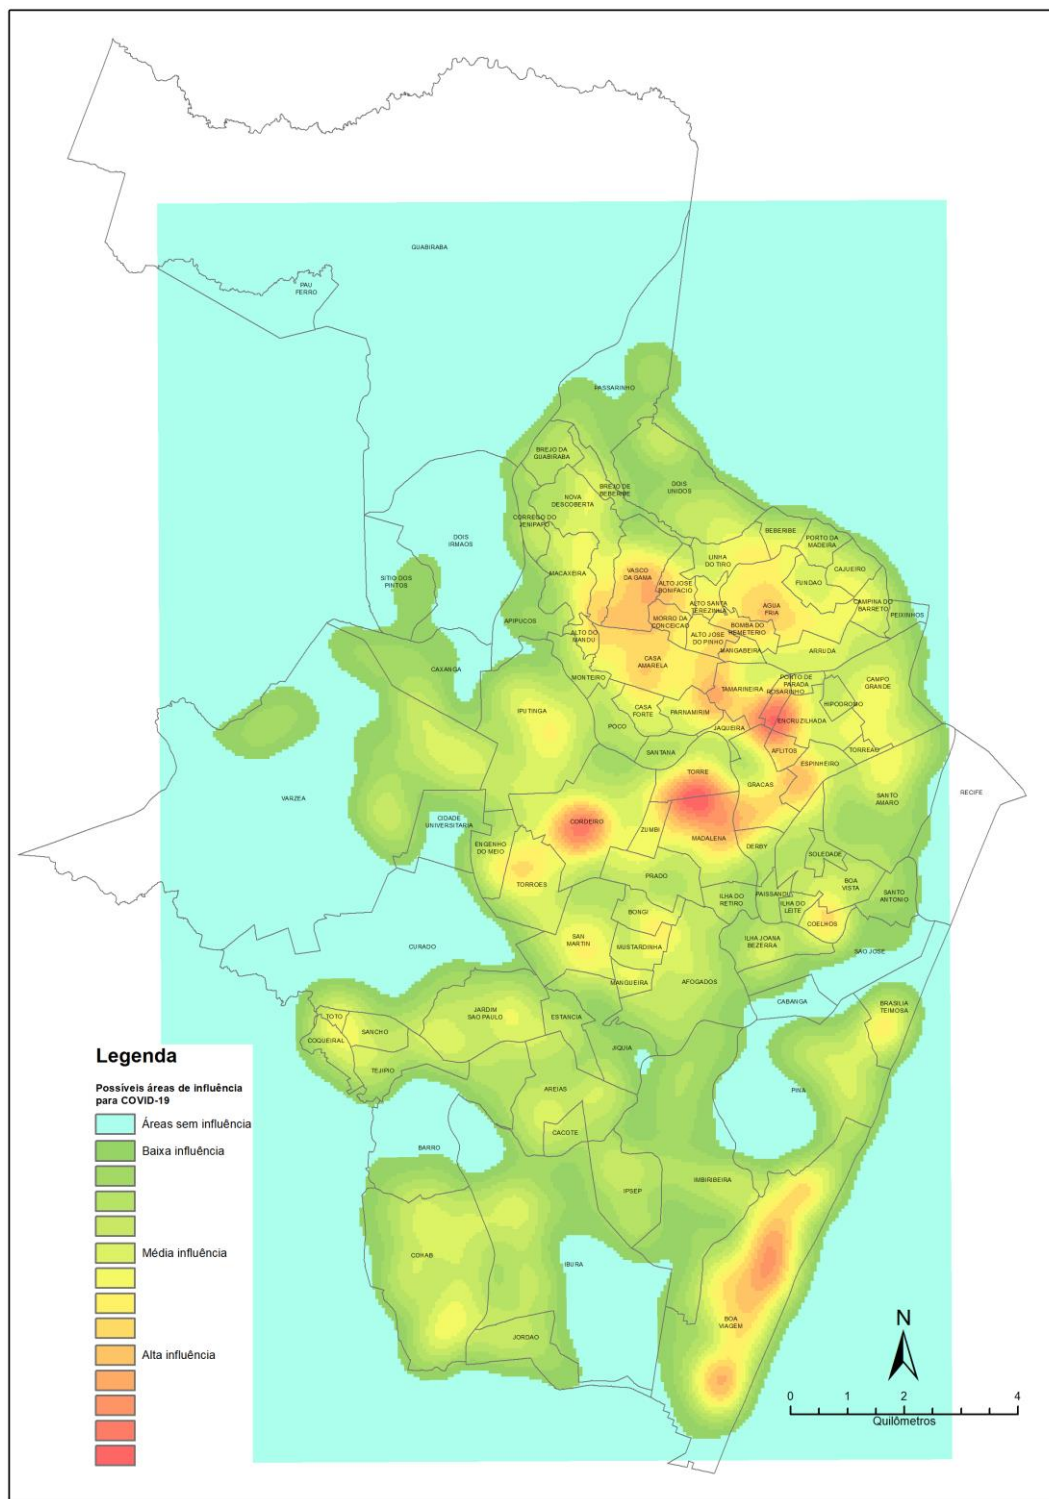 GUABIRABA
PAU
FERRO
PASSARINHO
BREJO DA
GUABIRABA
BREJO DE
BEBERIBE
DOIS
UNIDOS
NOVA
DESCOBERTA
CORREGO DO
JENIPAPO
DOIS
IRMAOS
BEBERIBE
PORTO DA
MADEIRA
LINHA
DO TIRO
CAJUEIRO
VASCO
DA GAMA
MACAXEIRA
SITIO DOS
PINTOS
ALTO JOSE
BONIFACIO
FUNDAO
ALTO SANTA
TEREZINHA
AGUA
FRIA
CAMPINA DO
BARRETO
PEIXINHOS
APIPUCOS
MORRO DA
CONCEICAO
BOMBA DO
HEMETERIO
ALTO DO
MANDU
ALTO JOSE
DO PINHO
MANGABEIRA
ARRUDA
CASA
AMARELA
CAXANGA
MONTEIRO
PORTO DE
PARADA
ROSARINHO
CAMPO
GRANDE
TAMARINEIRA
HIPODROMO
IPUTINGA
CASA
FORTE
PARNAMIRIM
POCO
JAQUEIRA
ENCRUZILHADA
SANTANA
AFLITOS
TORREAO
ESPINHEIRO
TORRE
GRACAS
VARZEA
SANTO
AMARO
RECIFE
CIDADE
UNIVERSITARIA
CORDEIRO
ZUMBI
MADALENA
DERBY
ENGENHO
DO MEIO
SOLEDADE
TORROES
PRADO
BOA
VISTA
ILHA DO
RETIRO
PAISSANDU
ILHA DO
LEITE
SANTO
ANTONIO
BONGI
COELHOS
SAN
MARTIN
MUSTARDINHA
ILHA JOANA
BEZERRA
CURADO
SAO JOSE
MANGUEIRA
AFOGADOS
CABANGA
BRASILIA
TEIMOSA
JARDIM
SAO PAULO
ESTANCIA
TOTO
SANCHO
COQUEIRAL
TEJIPIO
JIQUIA
AREIAS
PINA
CACOTE
BARRO
IPSEP
IMBIRIBEIRA
COHAB
IBURA
BOA
VIAGEM
JORDAO
Legenda
Possíveis áreas de influência
para COVID-19
Áreas sem influência
Baixa influência
Média influência
Alta influência
N
0 1 2 4
Quilômetros